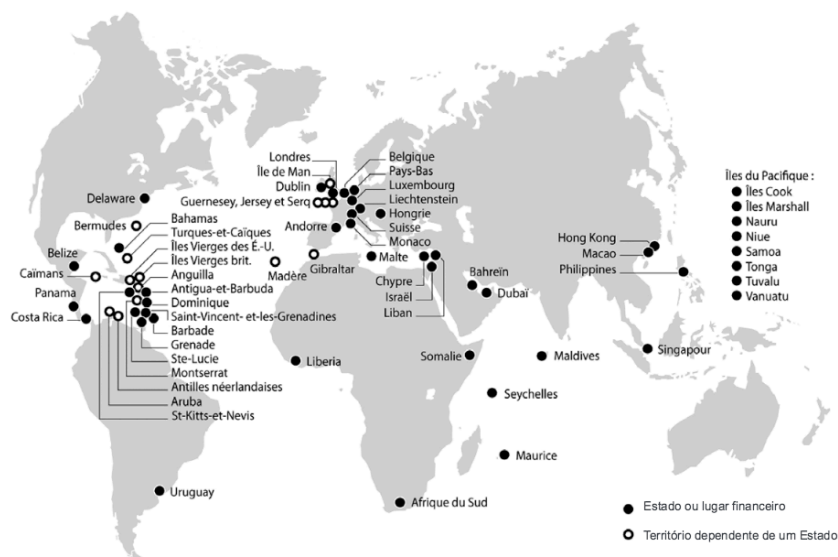 Londres
Île de Man
Dublin
Guernesey, Jersey et Serq
Andorre
Belgique
Pays-Bas
Luxembourg
Liechtenstein
Hongrie
Suisse
Monaco
Malte
Gibraltar
Madère
Chypre
Israël
Liban
Bahreïn
Dubaï
Delaware
Bermudes
Belize
Caïmans
Panama
Costa Rica
Bahamas
Turques-et-Caïques
Îles Vierges des É.-U.
Îles Vierges brit.
Anguilla
Antigua-et-Barbuda
Dominique
Saint-Vincent- et-les-Grenadines
Barbade
Grenade
Ste-Lucie
Montserrat
Antilles néerlandaises
Aruba
St-Kitts-et-Nevis
Uruguay
Liberia
Somalie
Seychelles
Maurice
Afrique du Sud
Maldives
Singapour
Hong Kong
Macao
Philippines
Îles du Pacifique :
Îles Cook
Îles Marshall
Nauru
Niue
Samoa
Tonga
Tuvalu
Vanuatu
Estado ou lugar financeiro
Território dependente de um Estado